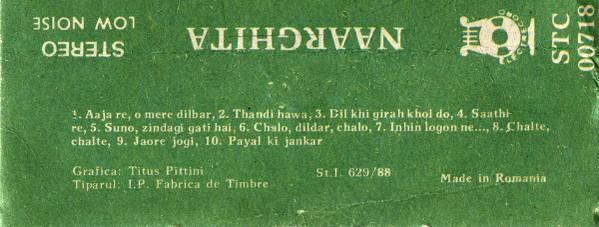 STEREO
LOW NOISE
NAARGHITA
ELECTRECORD
STC
00718
1. Aaja re, o mere dilbar, 2. Thandi hawa, 3. Dil khi girah khol do, 4. Saathi
re, 5. Suno, zindagi gati hai, 6. Chalo, dildar, chalo, 7. Inhin logon ne..., 8. Chalte,
chalte, 9. Jaore jogi, 10. Payal ki jankar
Grafica: Titus Pittini
Tiparul: I.P. Fabrica de Timbre
St.I. 629/88
Made in Romania